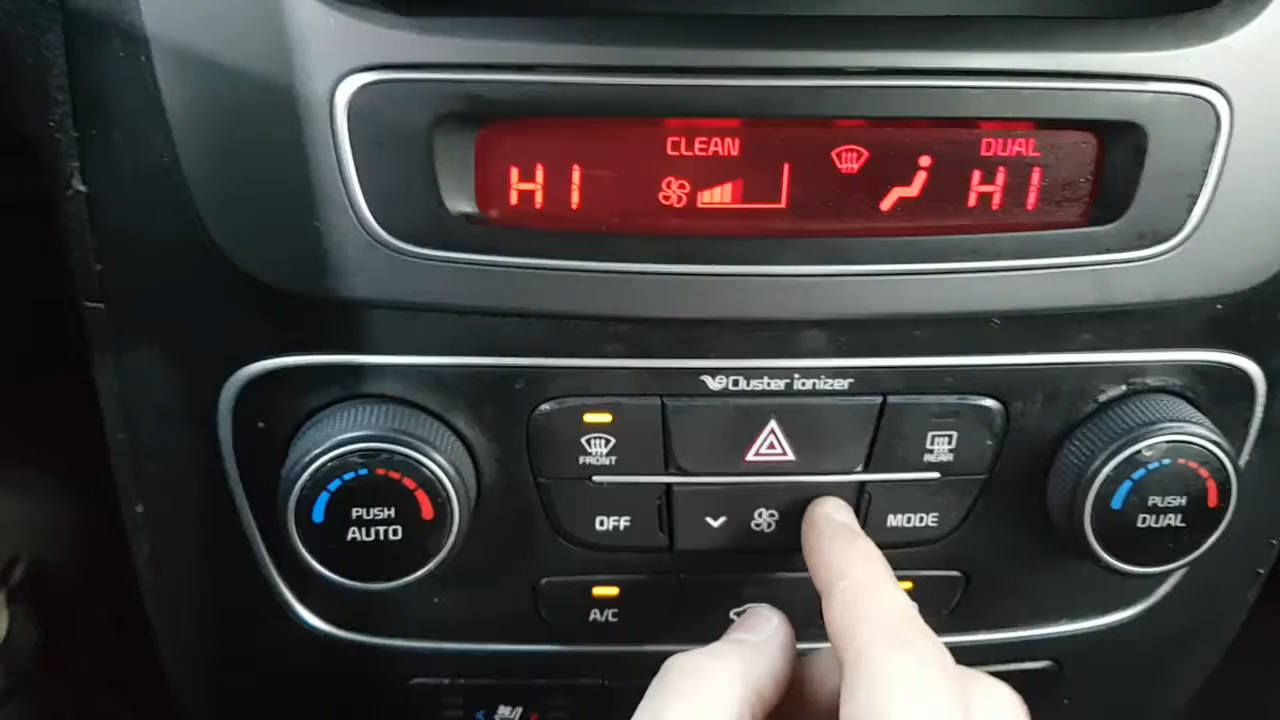 CLEAN
DUAL
HI
HI
Cluster ionizer
FRONT
REAR
PUSH
AUTO
OFF
MODE
PUSH
DUAL
A/C